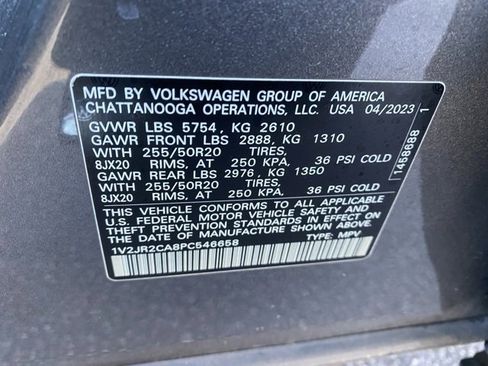 MFD BY VOLKSWAGEN GROUP OF AMERICA
CHATTANOOGA OPERATIONS, LLC. USA 04/2023
GVWR LBS 5754, KG 2610
GAWR FRONT LBS 2888, KG 1310
WITH 255/50R20 TIRES,
8JX20 RIMS, AT 250 KPA, 36 PSI COLD
GAWR REAR LBS 2976, KG 1350
WITH 255/50R20 TIRES,
8JX20 RIMS, AT 250 KPA, 36 PSI COLD
THIS VEHICLE CONFORMS TO ALL APPLICABLE
U.S. FEDERAL MOTOR VEHICLE SAFETY AND
THEFT PREVENTION STANDARDS IN EFFECT ON
THE DATE OF MANUFACTURE SHOWN ABOVE.
1V2JR2CA8PC546658 TYPE: MPV
1458688 1